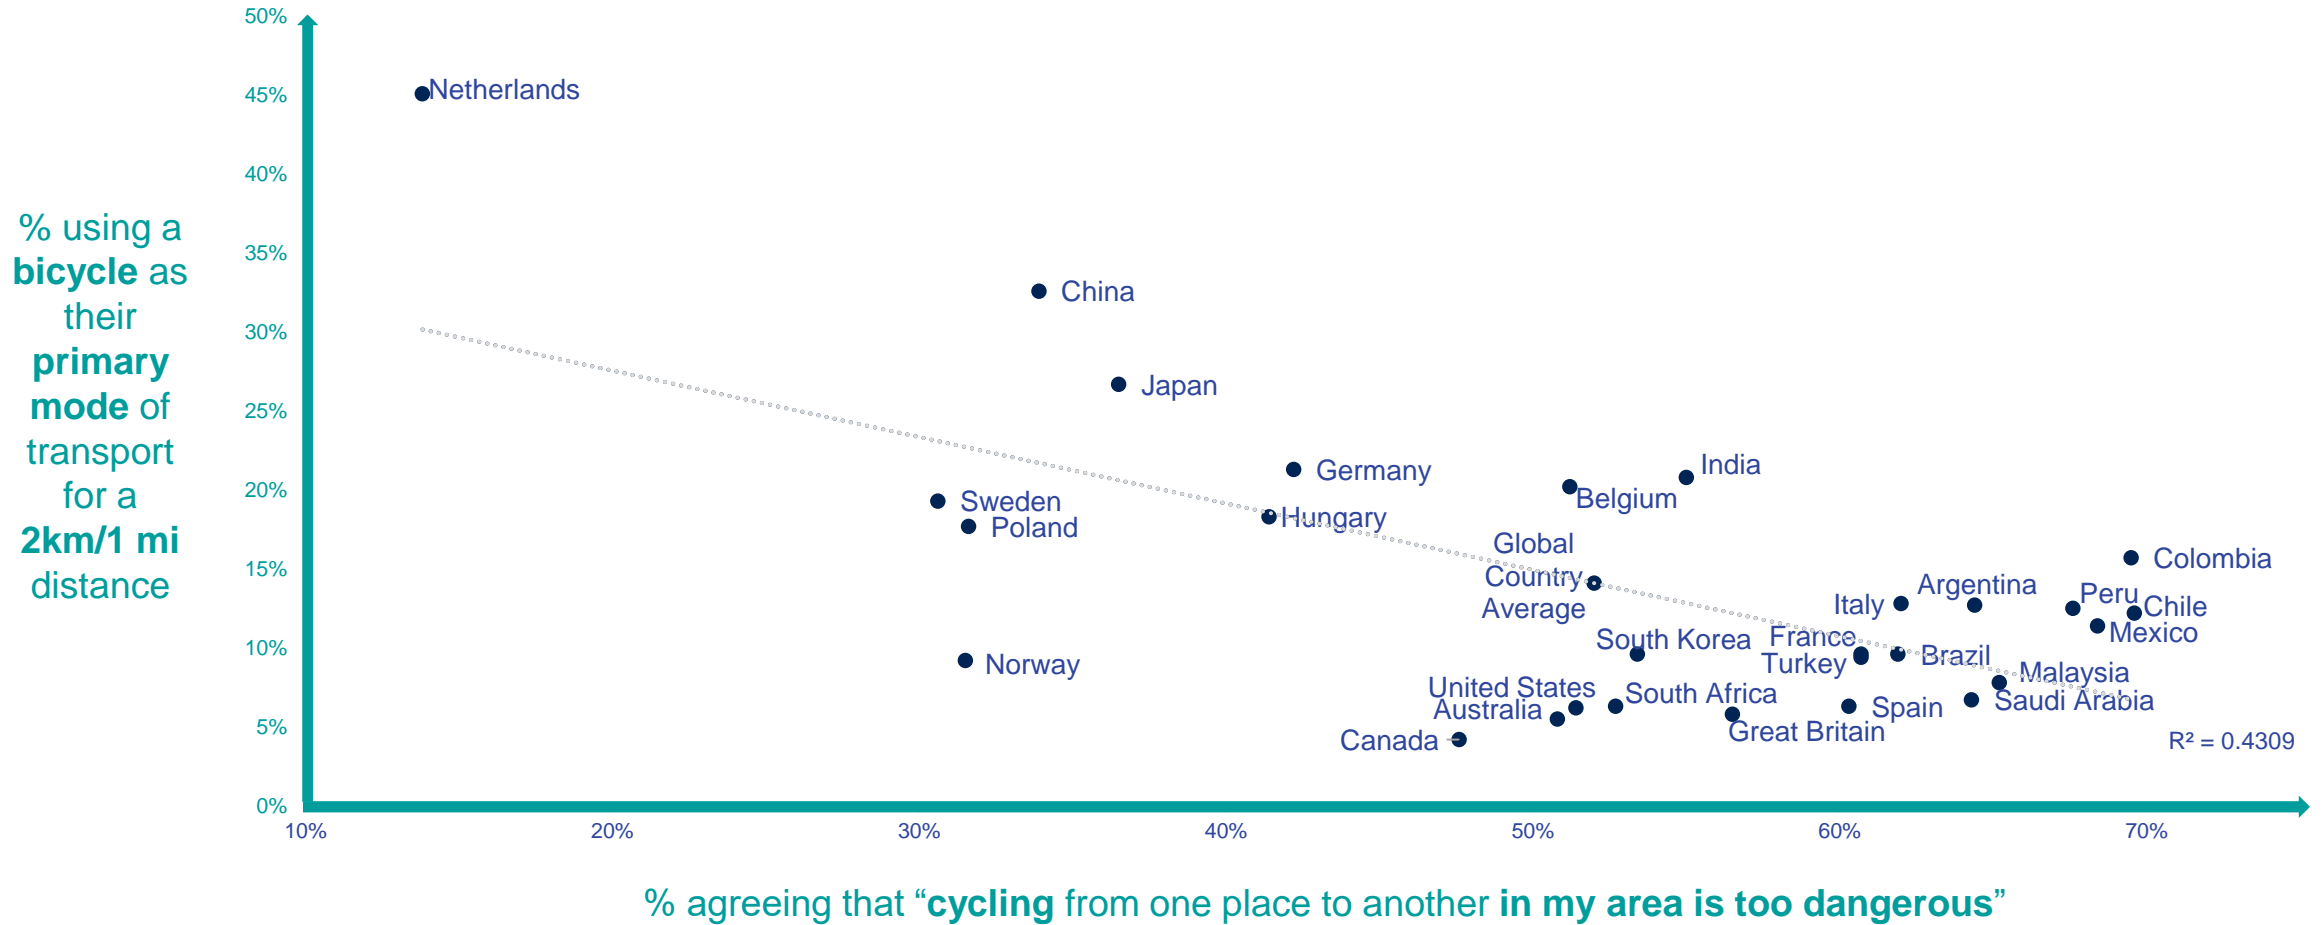 50%
45%
40%
35%
30%
25%
20%
15%
10%
5%
0%
% using a
bicycle as
their
primary
mode of
transport
for a
2km/1 mi
distance
Netherlands
China
Japan
Germany
India
Belgium
Sweden
Poland
Hungary
Global
Country
Average
Colombia
Argentina
Peru
Italy
Chile
Mexico
South Korea
France
Brazil
Turkey
Norway
Malaysia
United States
South Africa
Saudi Arabia
Australia
Spain
Great Britain
Canada
R² = 0.4309
10%
20%
30%
40%
50%
60%
70%
% agreeing that “cycling from one place to another in my area is too dangerous”